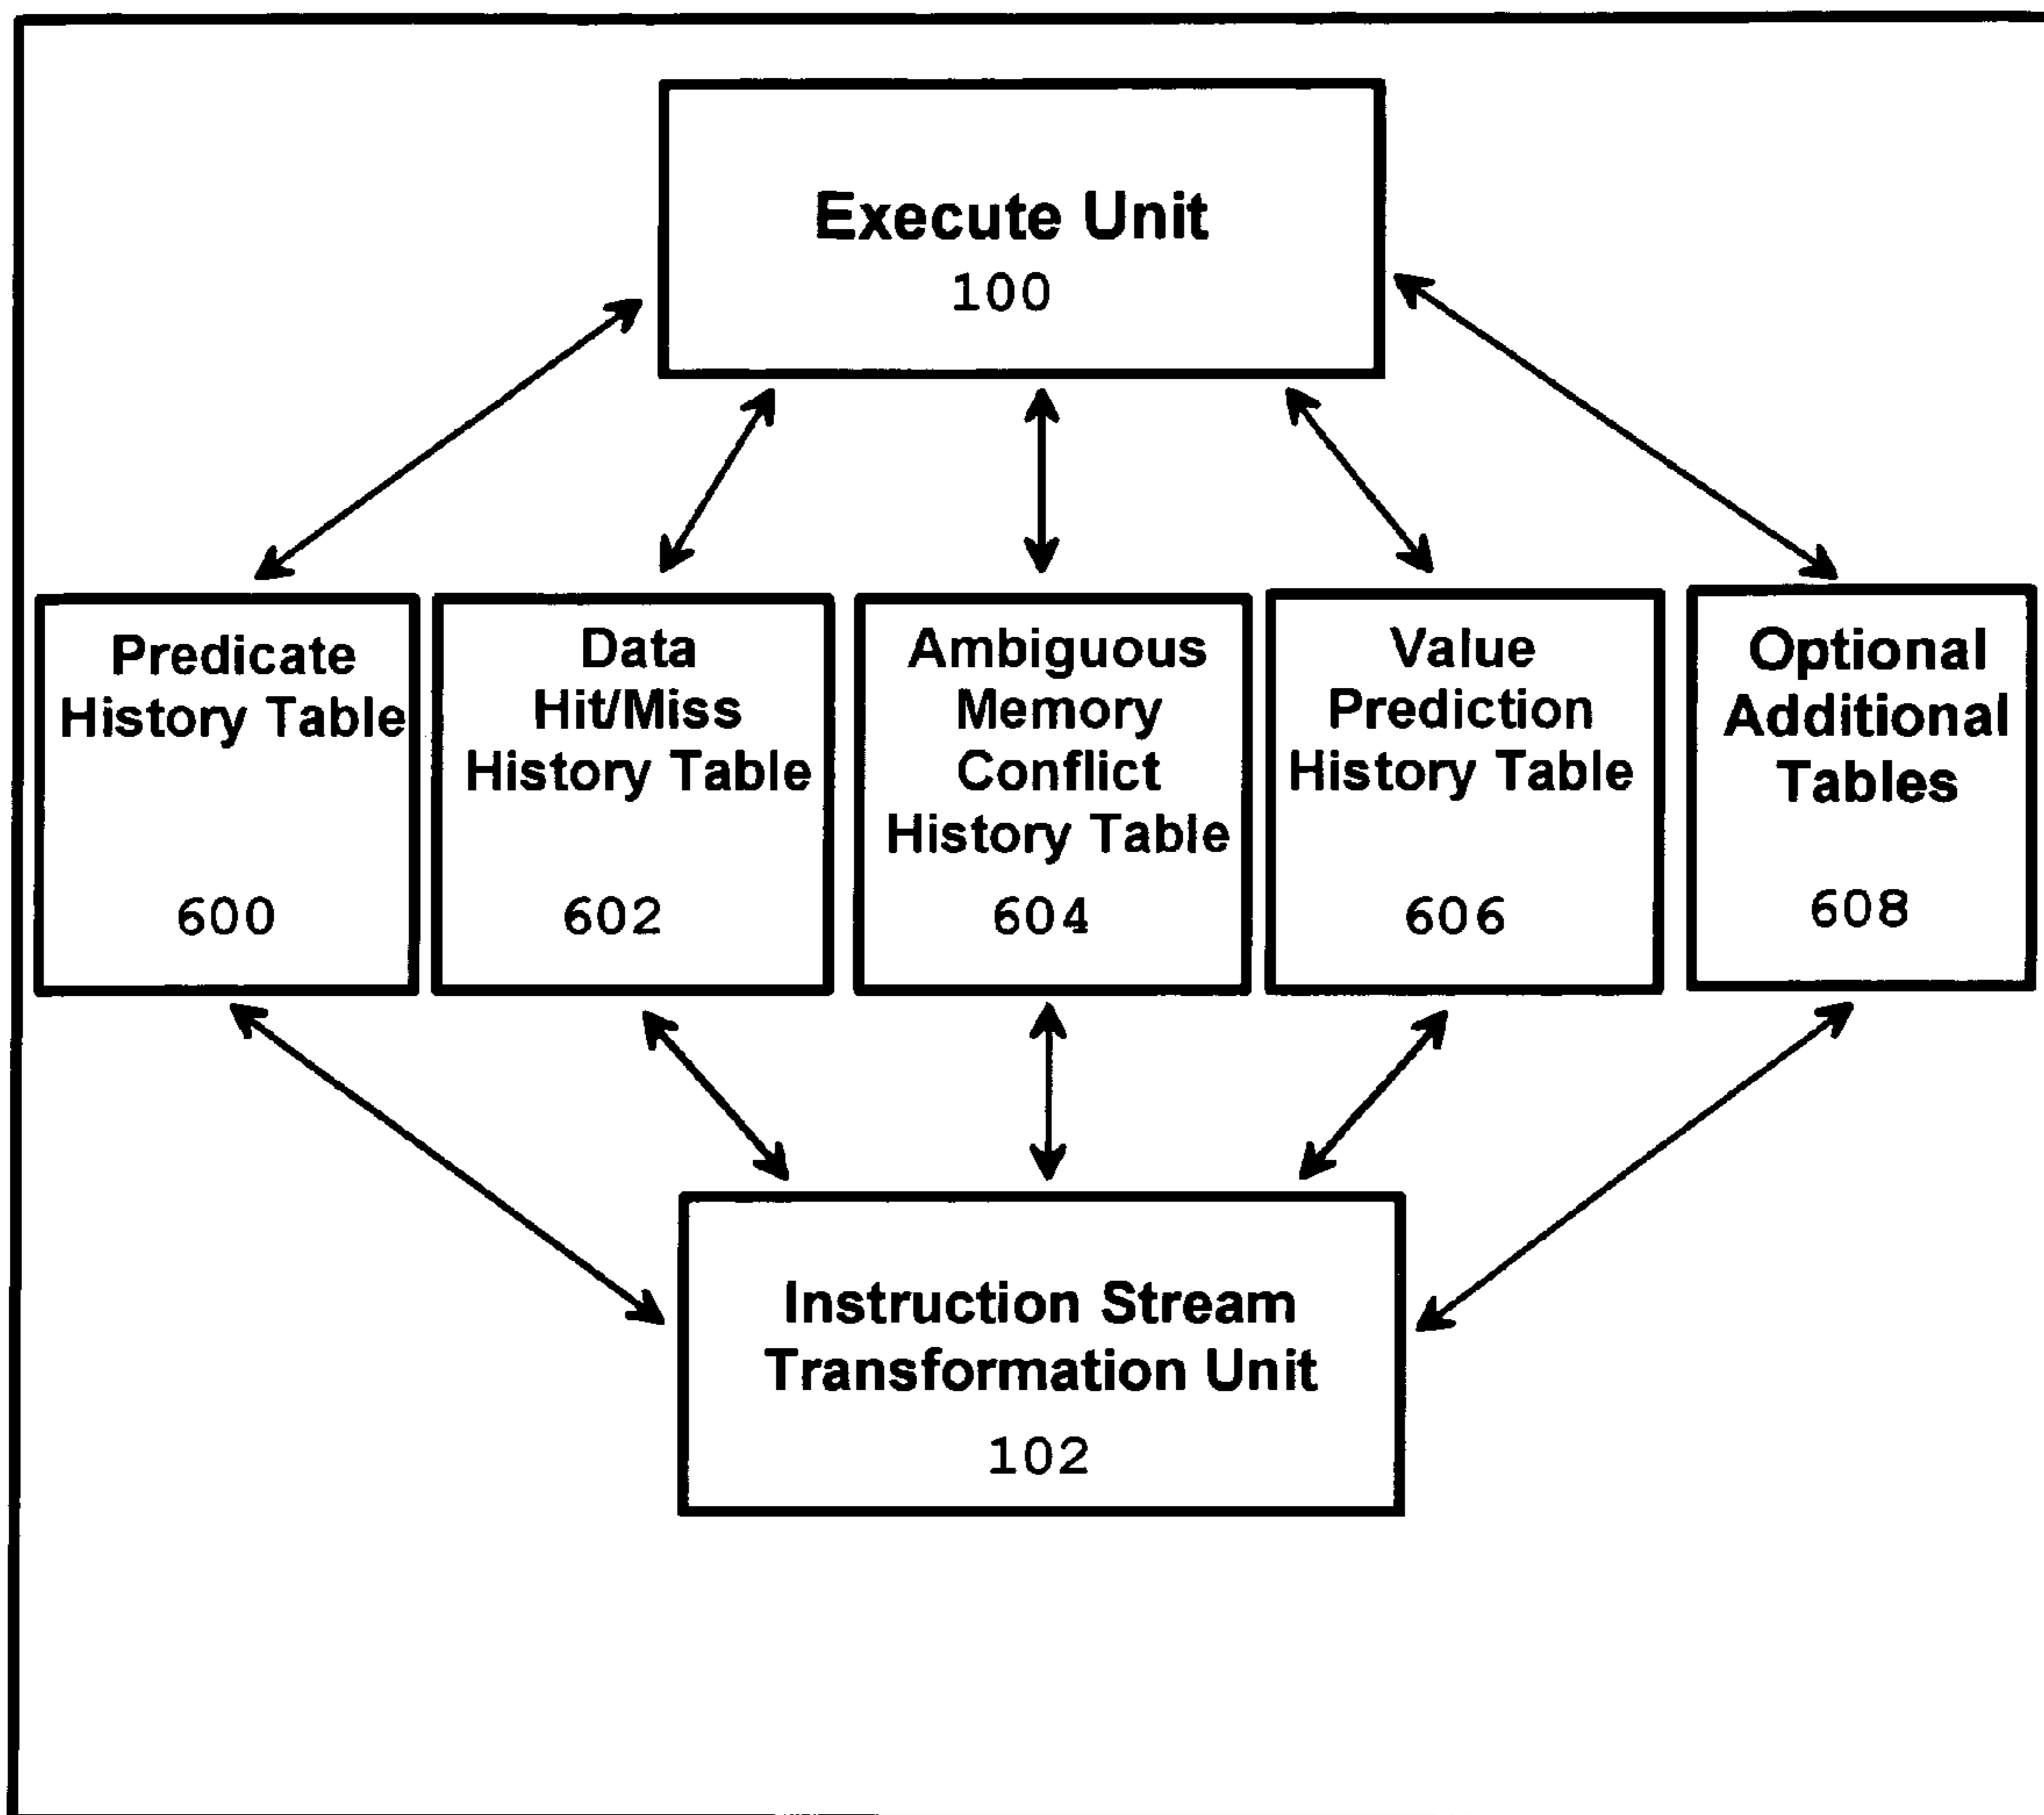 Execute Unit
100
Predicate
History Table
600
Data
Hit/Miss
History Table
602
Ambiguous
Memory
Conflict
History Table
604
Value
Prediction
History Table
606
Optional
Additional
Tables
608
Instruction Stream
Transformation Unit
102